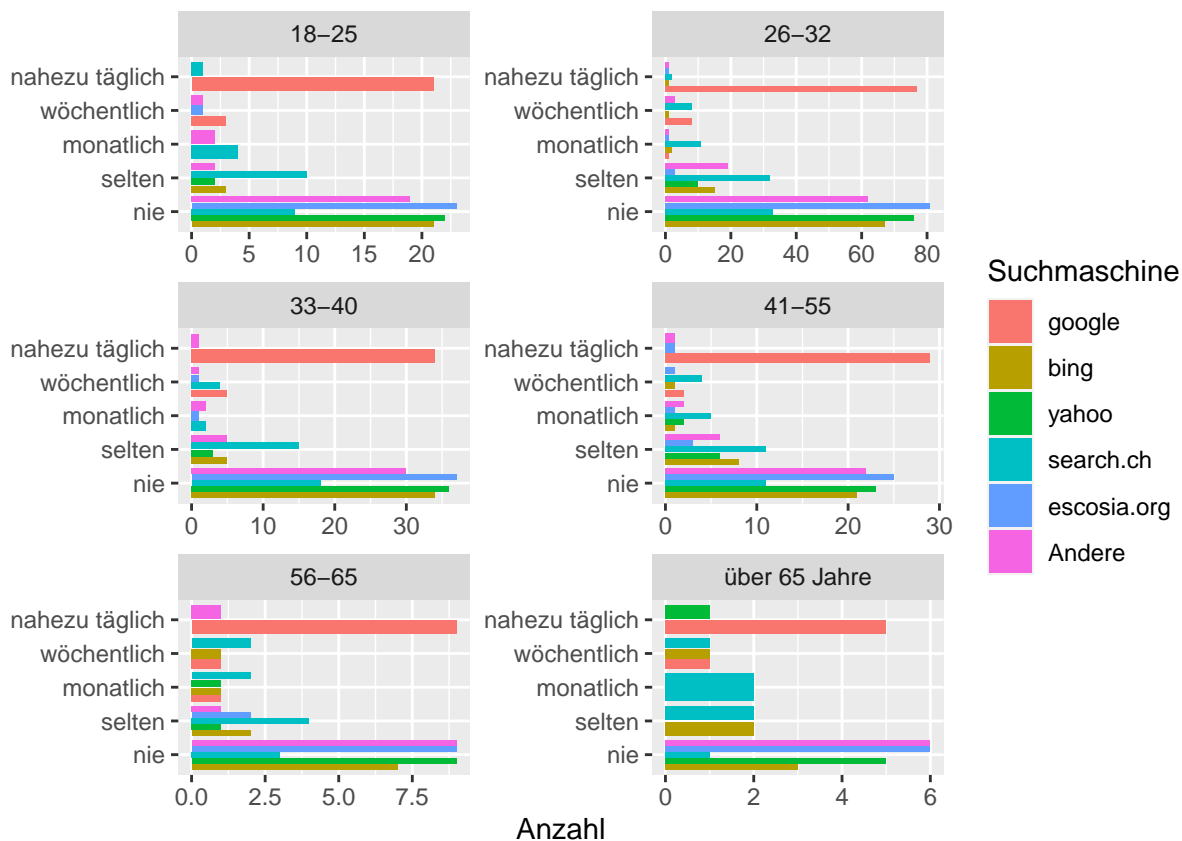 18−25
26−32
nahezu täglich
wöchentlich
monatlich
selten
nie
0 5 10 15 20
nahezu täglich
wöchentlich
monatlich
selten
nie
0 20 40 60 80
33−40
41−55
nahezu täglich
wöchentlich
monatlich
selten
nie
0 10 20 30
nahezu täglich
wöchentlich
monatlich
selten
nie
0 10 20 30
56−65
über 65 Jahre
nahezu täglich
wöchentlich
monatlich
selten
nie
0.0 2.5 5.0 7.5
nahezu täglich
wöchentlich
monatlich
selten
nie
0 2 4 6
Anzahl
Suchmaschine
google
bing
yahoo
search.ch
escosia.org
Andere